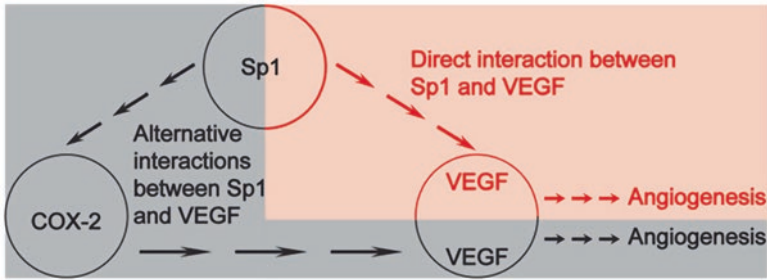 Sp1
Direct interaction between
Sp1 and VEGF
Alternative
interactions
between Sp1
and VEGF
COX-2
VEGF
Angiogenesis
VEGF
Angiogenesis